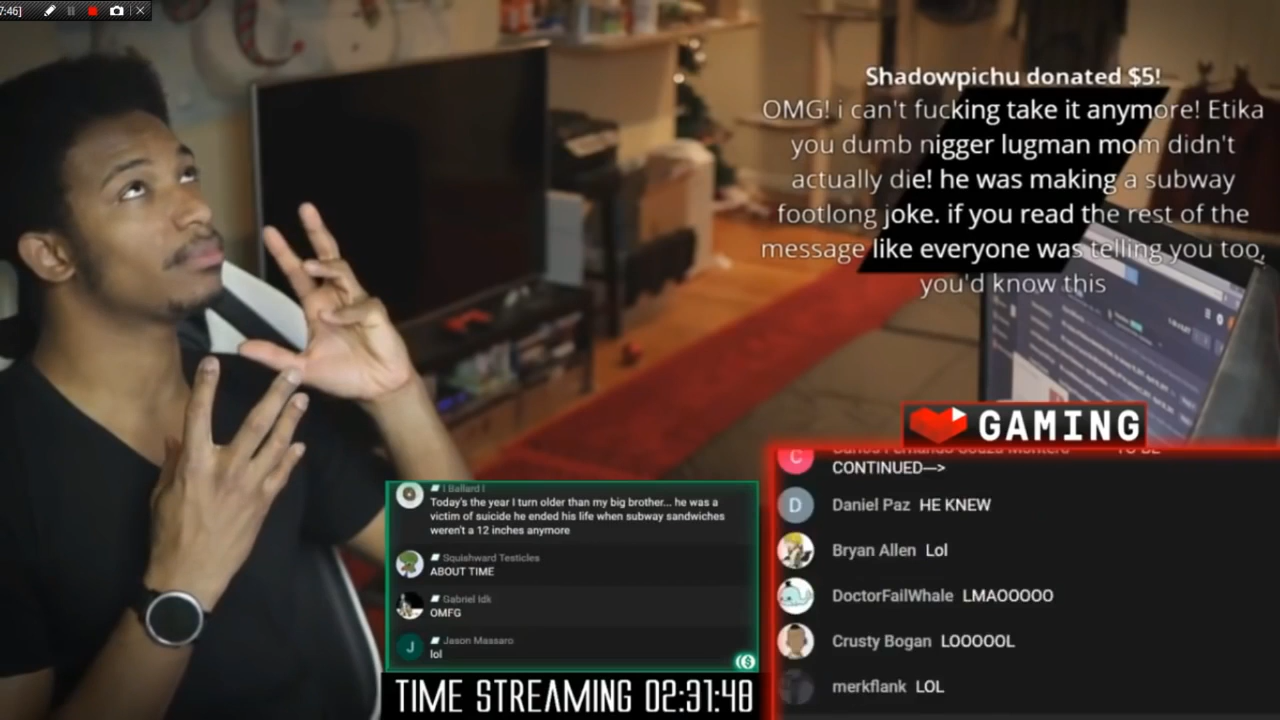 7:46]
Shadowpichu donated $5!
OMG! i can't fucking take it anymore! Etika
you dumb nigger lugman mom didn't
actually die! he was making a subway
footlong joke. if you read the rest of the
message like everyone was telling you too,
you'd know this
GAMING
CONTINUED—>
Daniel Paz HE KNEW
Bryan Allen Lol
DoctorFailWhale LMAOOOOO
Crusty Bogan LOOOOOL
merkflank LOL
I Ballard I
Today's the year I turn older than my big brother... he was a
victim of suicide he ended his life when subway sandwiches
weren't a 12 inches anymore
Squishward Testicles
ABOUT TIME
Gabriel Idk
OMFG
Jason Massaro
lol
TIME STREAMING 02:31:48